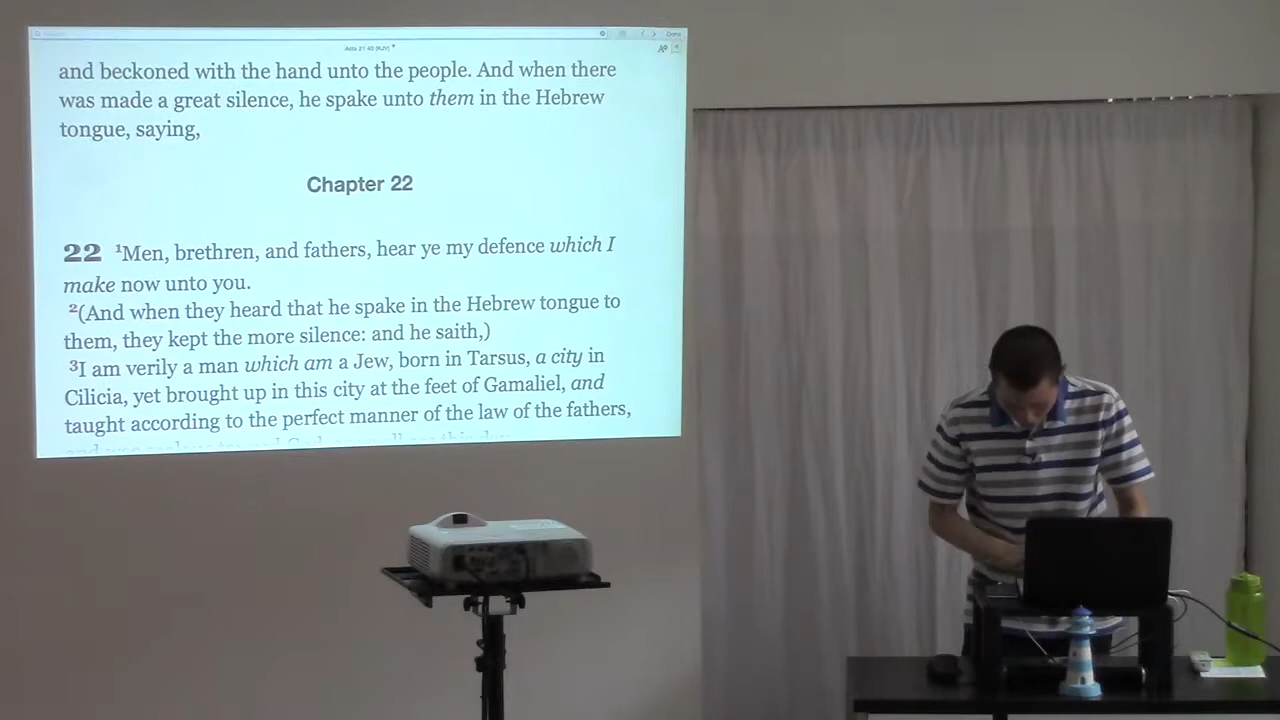 Done
Acts 21:40 (KJV)
and beckoned with the hand unto the people. And when there
was made a great silence, he spake unto them in the Hebrew
tongue, saying,
Chapter 22
22 ¹Men, brethren, and fathers, hear ye my defence which I
make now unto you.
²(And when they heard that he spake in the Hebrew tongue to
them, they kept the more silence: and he saith,)
³I am verily a man which am a Jew, born in Tarsus, a city in
Cilicia, yet brought up in this city at the feet of Gamaliel, and
taught according to the perfect manner of the law of the fathers,